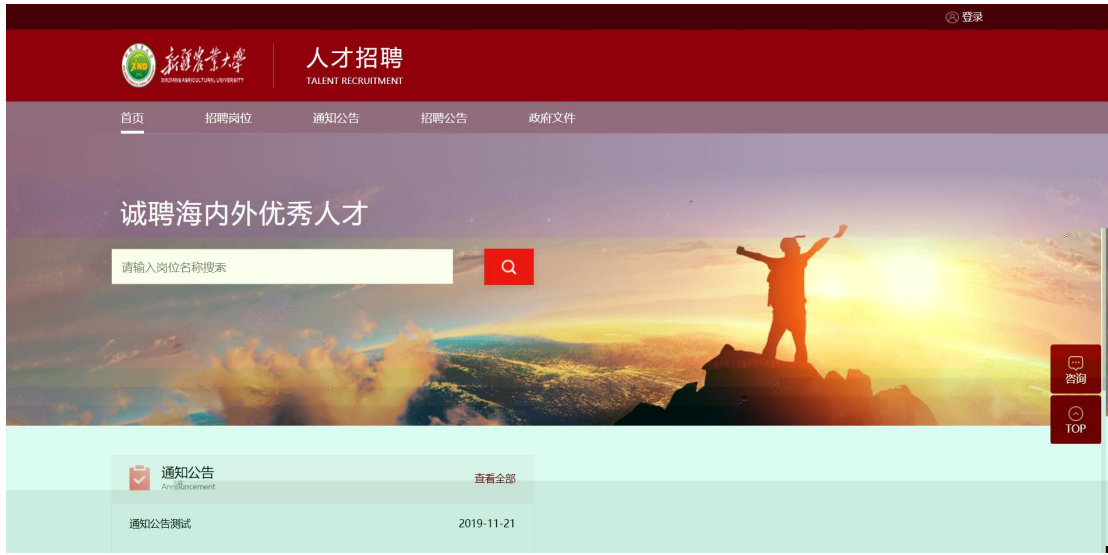 登录
新疆农业大学
XINJIANG AGRICULTURAL UNIVERSITY
人才招聘
TALENT RECRUITMENT
首页 招聘岗位 通知公告 招聘公告 政府文件
诚聘海内外优秀人才
请输入岗位名称搜索
咨询
TOP
通知公告 查看全部
Announcement
通知公告测试 2019-11-21